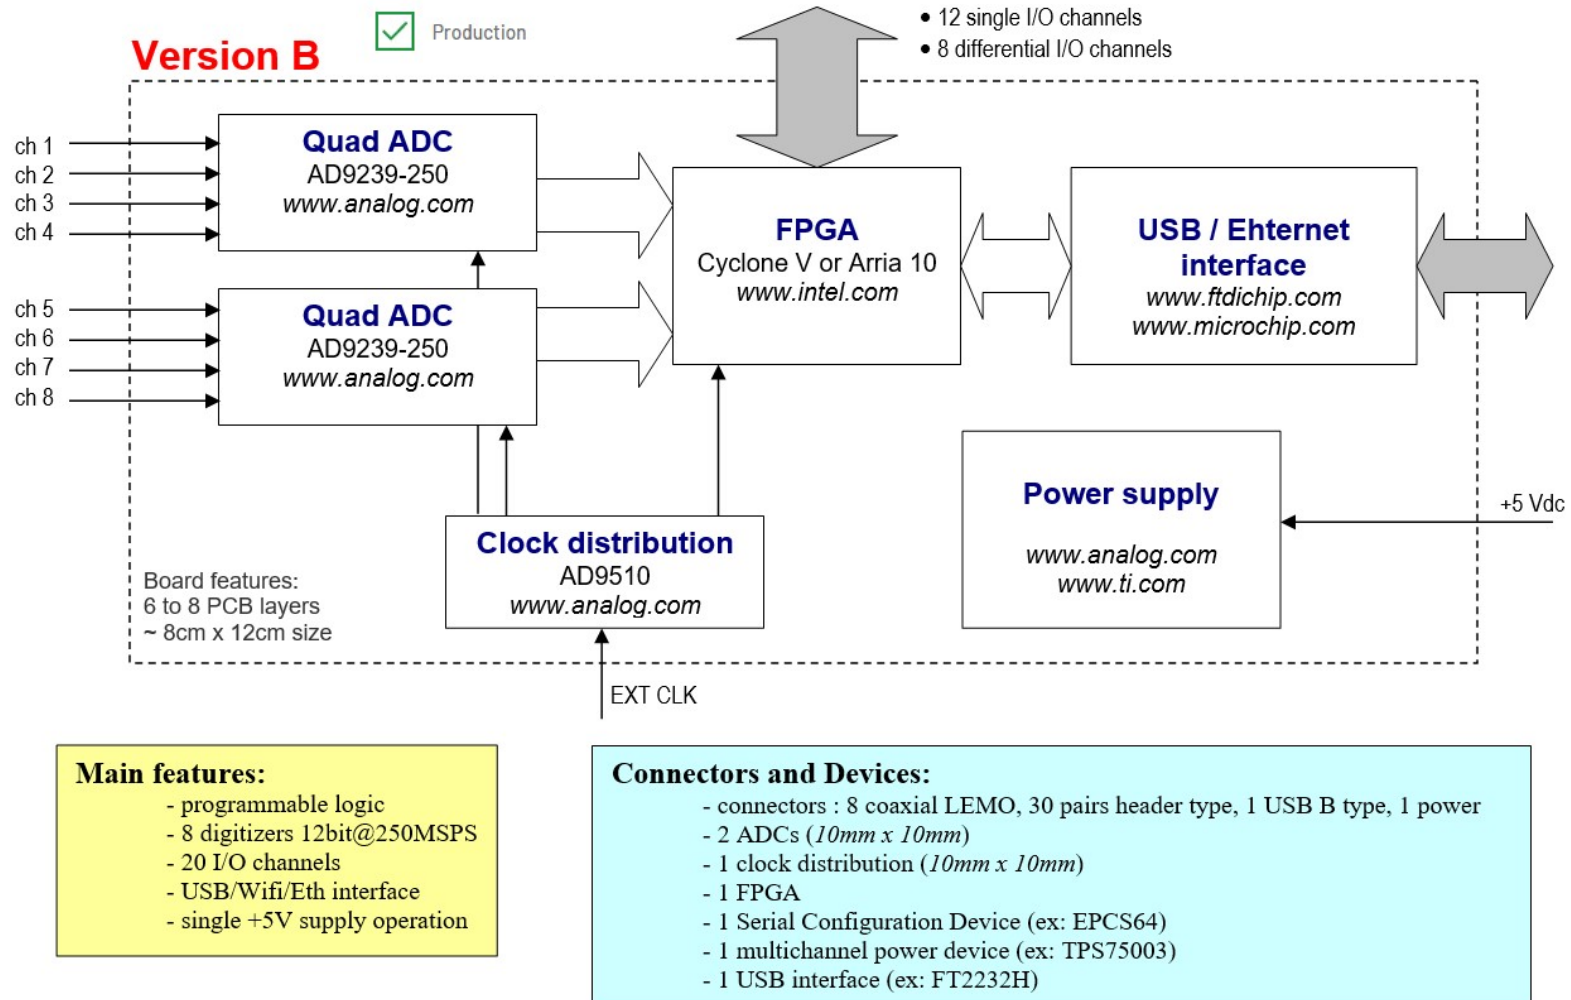 Production
Version B
• 12 single I/O channels
• 8 differential I/O channels
ch 1
ch 2
ch 3
ch 4
Quad ADC
AD9239-250
www.analog.com
ch 5
ch 6
ch 7
ch 8
Quad ADC
AD9239-250
www.analog.com
FPGA
Cyclone V or Arria 10
www.intel.com
USB / Ehternet
interface
www.ftdichip.com
www.microchip.com
Power supply
www.analog.com
www.ti.com
+5 Vdc
Clock distribution
AD9510
www.analog.com
Board features:
6 to 8 PCB layers
~ 8cm x 12cm size
EXT CLK
Main features:
- programmable logic
- 8 digitizers 12bit@250MSPS
- 20 I/O channels
- USB/Wifi/Eth interface
- single +5V supply operation
Connectors and Devices:
- connectors : 8 coaxial LEMO, 30 pairs header type, 1 USB B type, 1 power
- 2 ADCs (10mm x 10mm)
- 1 clock distribution (10mm x 10mm)
- 1 FPGA
- 1 Serial Configuration Device (ex: EPCS64)
- 1 multichannel power device (ex: TPS75003)
- 1 USB interface (ex: FT2232H)